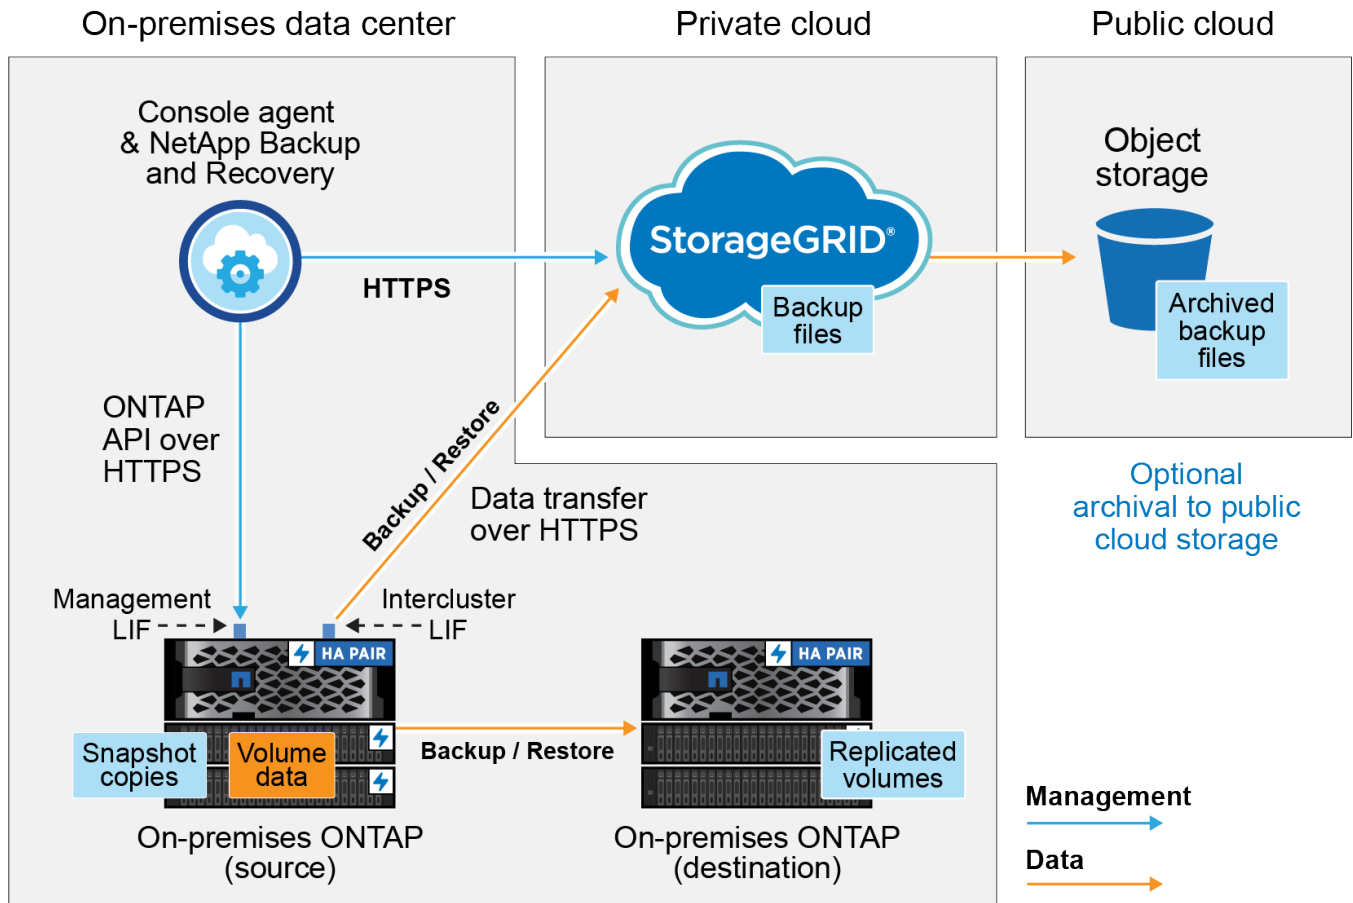 On-premises data center
Private cloud
Public cloud
Console agent
& NetApp Backup
and Recovery
HTTPS
StorageGRID®
Backup
files
Object
storage
Archived
backup
files
ONTAP
API over
HTTPS
Backup / Restore
Data transfer
over HTTPS
Optional
archival to public
cloud storage
Management
LIF
Intercluster
LIF
HA PAIR
HA PAIR
Snapshot
copies
Volume
data
Backup / Restore
Replicated
volumes
On-premises ONTAP
(source)
On-premises ONTAP
(destination)
Management
Data